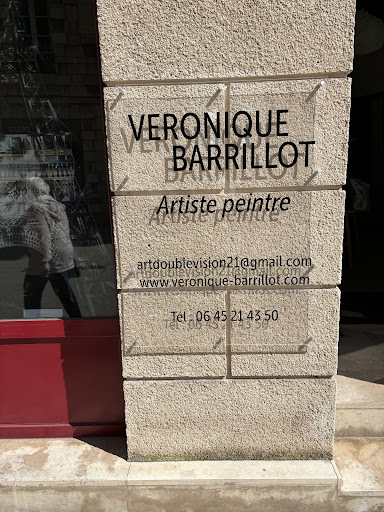 VERONIQUE
BARRILLOT
Artiste peintre
artdoublevision21@gmail.com
www.veronique-barrillot.com
Tel : 06 45 21 43 50